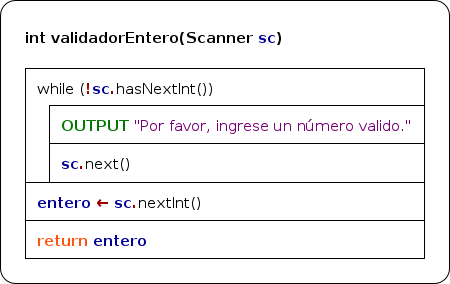 int validadorEntero(Scanner sc)
while (!sc.hasNextInt())
OUTPUT "Por favor, ingrese un número valido."
sc.next()
entero ← sc.nextInt()
return entero